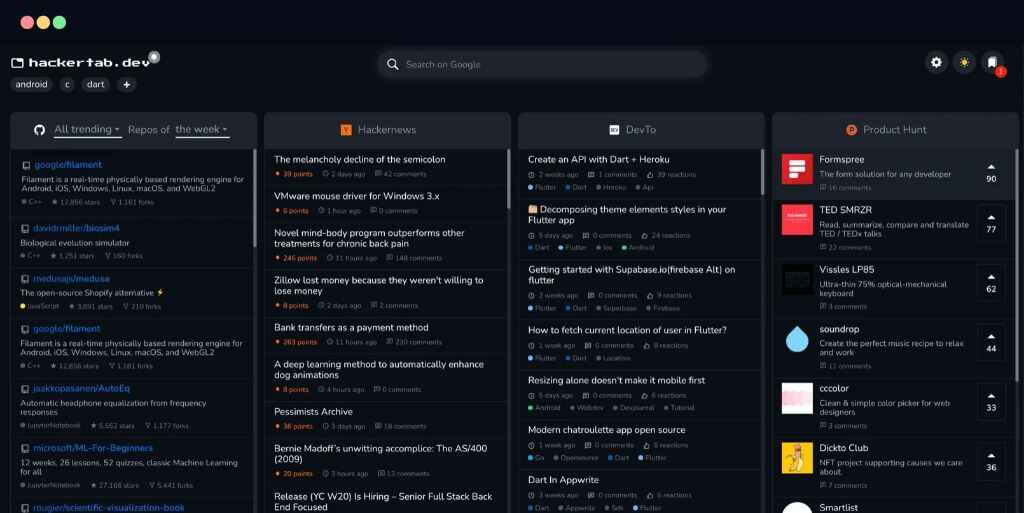 hackertab.dev
Search on Google
1
android c dart +
All trending Repos of the week
google/filament
Filament is a real-time physically based rendering engine for
Android, iOS, Windows, Linux, macOS, and WebGL2
C++ 12,856 stars 1,181 forks
davidrmiller/biosim4
Biological evolution simulator
C++ 1,251 stars 160 forks
medusajs/medusa
The open-source Shopify alternative ⚡
JavaScript 3,891 stars 210 forks
google/filament
Filament is a real-time physically based rendering engine for
Android, iOS, Windows, Linux, macOS, and WebGL2
C++ 12,856 stars 1,181 forks
jaakkopasanen/AutoEq
Automatic headphone equalization from frequency
responses
JupyterNotebook 5,552 stars 1,177 forks
microsoft/ML-For-Beginners
12 weeks, 26 lessons, 52 quizzes, classic Machine Learning
for all
JupyterNotebook 27,166 stars 5,441 forks
rougier/scientific-visualization-book
Y Hackernews
The melancholy decline of the semicolon
39 points 2 days ago 42 comments
VMware mouse driver for Windows 3.x
6 points 1 hour ago 0 comments
Novel mind-body program outperforms other
treatments for chronic back pain
246 points 11 hours ago 148 comments
Zillow lost money because they weren't willing to
lose money
8 points 2 days ago 2 comments
Bank transfers as a payment method
263 points 11 hours ago 230 comments
A deep learning method to automatically enhance
dog animations
8 points 4 hours ago 0 comments
Pessimists Archive
36 points 3 days ago 18 comments
Bernie Madoff's unwitting accomplice: The AS/400
(2009)
20 points 3 hours ago 13 comments
Release (YC W20) Is Hiring – Senior Full Stack Back
End Focused
DEV DevTo
Create an API with Dart + Heroku
2 weeks ago 1 comments 39 reactions
Flutter Dart Heroku Api
Decomposing theme elements styles in your
Flutter app
5 days ago 0 comments 24 reactions
Dart Flutter Ios Android
Getting started with Supabase.io(firebase Alt) on
flutter
2 weeks ago 0 comments 9 reactions
Flutter Dart Superbase Firebase
How to fetch current location of user in Flutter?
1 week ago 0 comments 8 reactions
Flutter Dart Location
Resizing alone doesn't make it mobile first
5 days ago 0 comments 6 reactions
Android Webdev Devjournal Tutorial
Modern chatroulette app open source
1 week ago 0 comments 6 reactions
Go Opensource Dart Flutter
Dart In Appwrite
3 weeks ago 0 comments 6 reactions
Dart Appwrite Sdk Flutter
P Product Hunt
Formspree
The form solution for any developer
16 comments
90
TED SMRZR
Read, summarize, compare and translate
TED / TEDx talks .
22 comments
77
Vissles LP85
Ultra-thin 75% optical-mechanical
keyboard
3 comments
62
soundrop
Create the perfect music recipe to relax
and work
11 comments
44
cccolor
Clean & simple color picker for web
designers
3 comments
33
Dickto Club
NFT project supporting causes we care
about.
7 comments
36
Smartlist